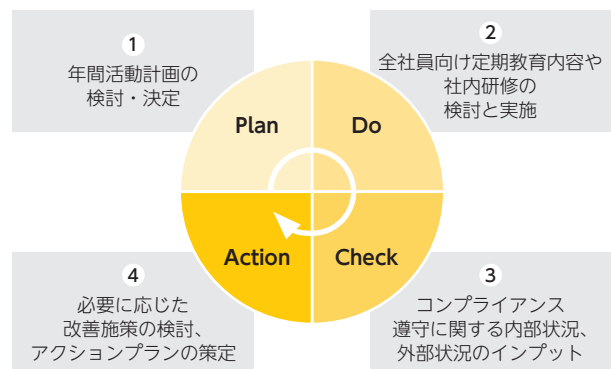 1
年間活動計画の
検討・決定
Plan
2
全社員向け定期教育内容や
社内研修の
検討と実施
Do
3
コンプライアンス
遵守に関する内部状況、
外部状況のインプット
Check
4
必要に応じた
改善施策の検討、
アクションプランの策定
Action